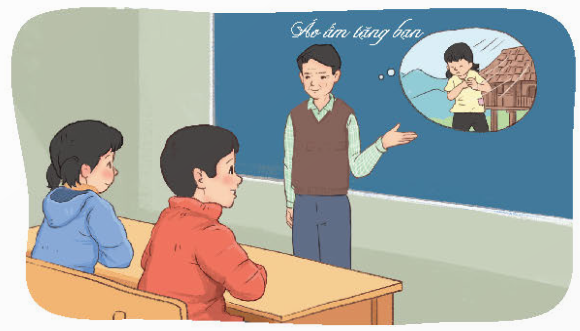 Áo ấm tặng bạn